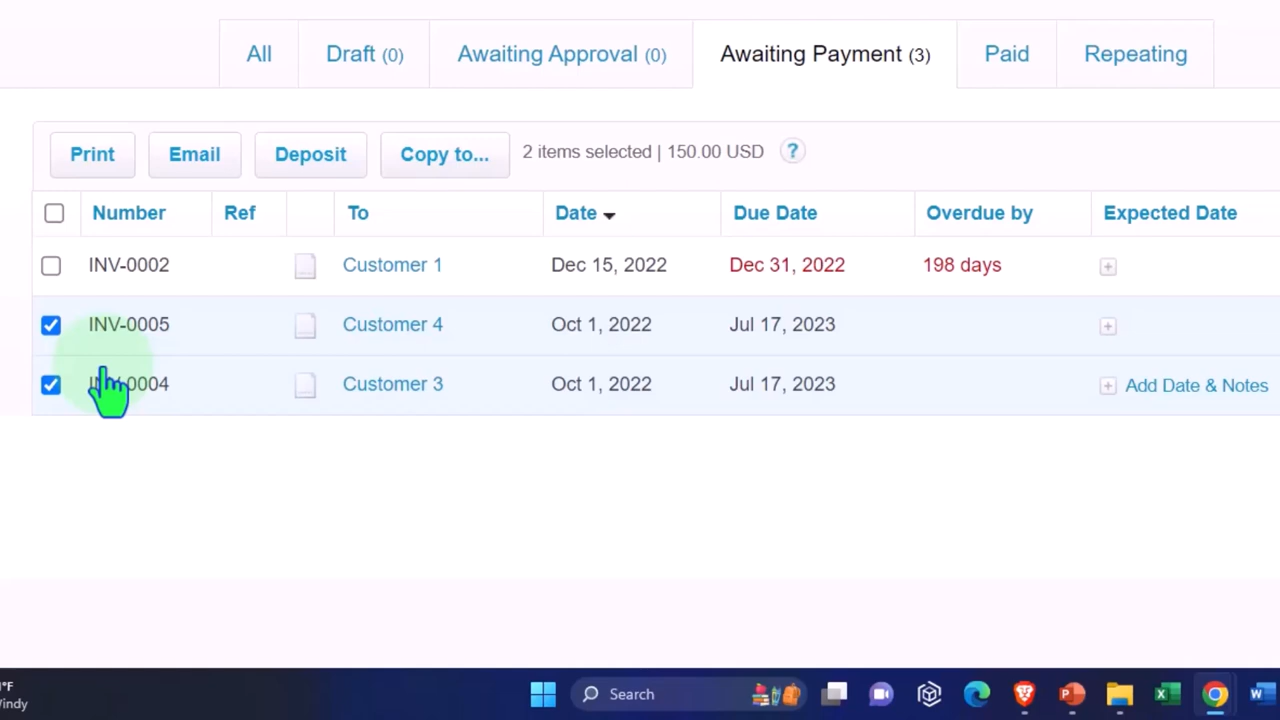 All Draft (0) Awaiting Approval (0) Awaiting Payment (3) Paid Repeating
Print Email Deposit Copy to... 2 items selected | 150.00 USD ?
Number Ref To Date Due Date Overdue by Expected Date
INV-0002 Customer 1 Dec 15, 2022 Dec 31, 2022 198 days
INV-0005 Customer 4 Oct 1, 2022 Jul 17, 2023
0004 Customer 3 Oct 1, 2022 Jul 17, 2023 Add Date & Notes
°F
Search